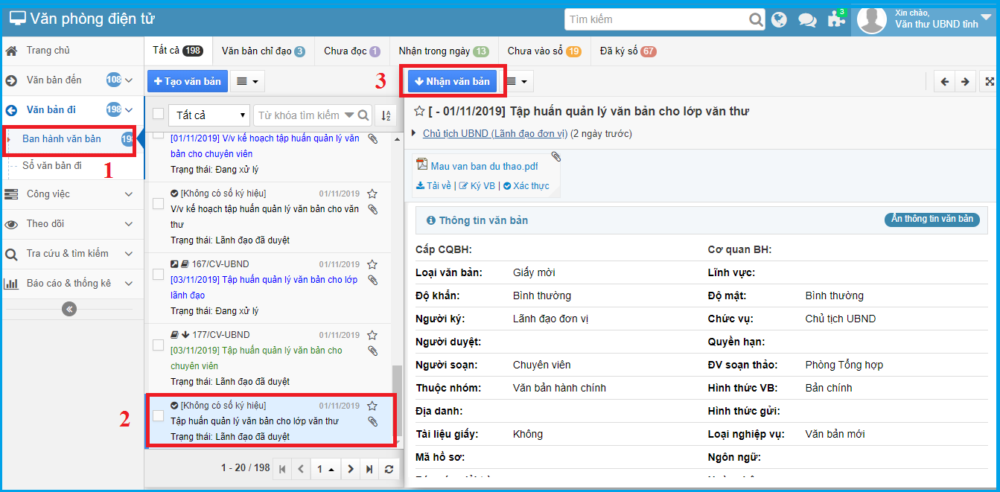 Văn phòng điện tử
Tìm kiếm
3
Xin chào,
Văn thư UBND tỉnh
Trang chủ
Văn bản đến 108
Văn bản đi 198
Ban hành văn bản 198
1
Sổ văn bản đi
Công việc
Theo dõi
Tra cứu & tìm kiếm
Báo cáo & thống kê
Tất cả 198
Văn bản chỉ đạo 3
Chưa đọc 1
Nhận trong ngày 13
Chưa vào sổ 19
Đã ký số 67
+ Tạo văn bản
3
Nhận văn bản
Tất cả
Từ khóa tìm kiếm
[01/11/2019] V/v kế hoạch tập huấn quản lý văn
bản cho chuyên viên
Trạng thái: Đang xử lý
[Không có số ký hiệu] 01/11/2019
V/v kế hoạch tập huấn quản lý văn bản cho văn
thư
Trạng thái: Lãnh đạo đã duyệt
167/CV-UBND 01/11/2019
[03/11/2019] Tập huấn quản lý văn bản cho lớp
lãnh đạo
Trạng thái: Đang xử lý
177/CV-UBND 01/11/2019
[03/11/2019] Tập huấn quản lý văn bản cho
chuyên viên
Trạng thái: Lãnh đạo đã duyệt
2
[Không có số ký hiệu] 01/11/2019
Tập huấn quản lý văn bản cho lớp văn thư
Trạng thái: Lãnh đạo đã duyệt
1 - 20 / 198
1
[ - 01/11/2019] Tập huấn quản lý văn bản cho lớp văn thư
Chủ tịch UBND (Lãnh đạo đơn vị) (2 ngày trước)
Mau van ban du thao.pdf
Tải về | Ký VB | Xác thực
Thông tin văn bản
Ẩn thông tin văn bản
Cấp CQBH: Cơ quan BH:
Loại văn bản: Giấy mời Lĩnh vực:
Độ khẩn: Bình thường Độ mật: Bình thường
Người ký: Lãnh đạo đơn vị Chức vụ: Chủ tịch UBND
Người duyệt: Quyền hạn:
Người soạn: Chuyên viên ĐV soạn thảo: Phòng Tổng hợp
Thuộc nhóm: Văn bản hành chính Hình thức VB: Bản chính
Địa danh: Hình thức gửi:
Tài liệu giấy: Không Loại nghiệp vụ: Văn bản mới
Mã hồ sơ: Ngôn ngữ: